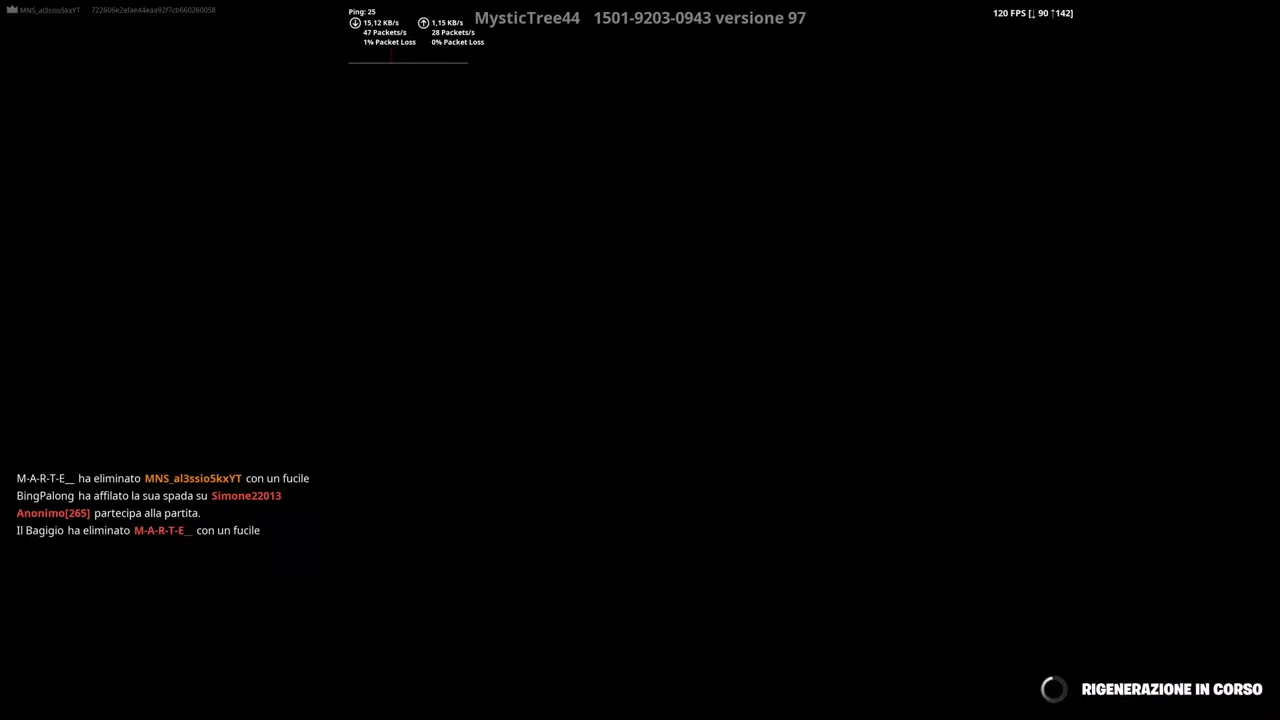 MNS_al3ssio5kxYT
Ping: 25
15,12 KB/s 1,15 KB/s
47 Packets/s 28 Packets/s
1% Packet Loss 0% Packet Loss
MysticTree44 1501-9203-0943 versione 97
120 FPS [↓ 90 ↑142]
M-A-R-T-E__ ha eliminato MNS_al3ssio5kxYT con un fucile
BingPalong ha affilato la sua spada su Simone22013
Anonimo[265] partecipa alla partita.
Il Bagigio ha eliminato M-A-R-T-E__ con un fucile
RIGENERAZIONE IN CORSO